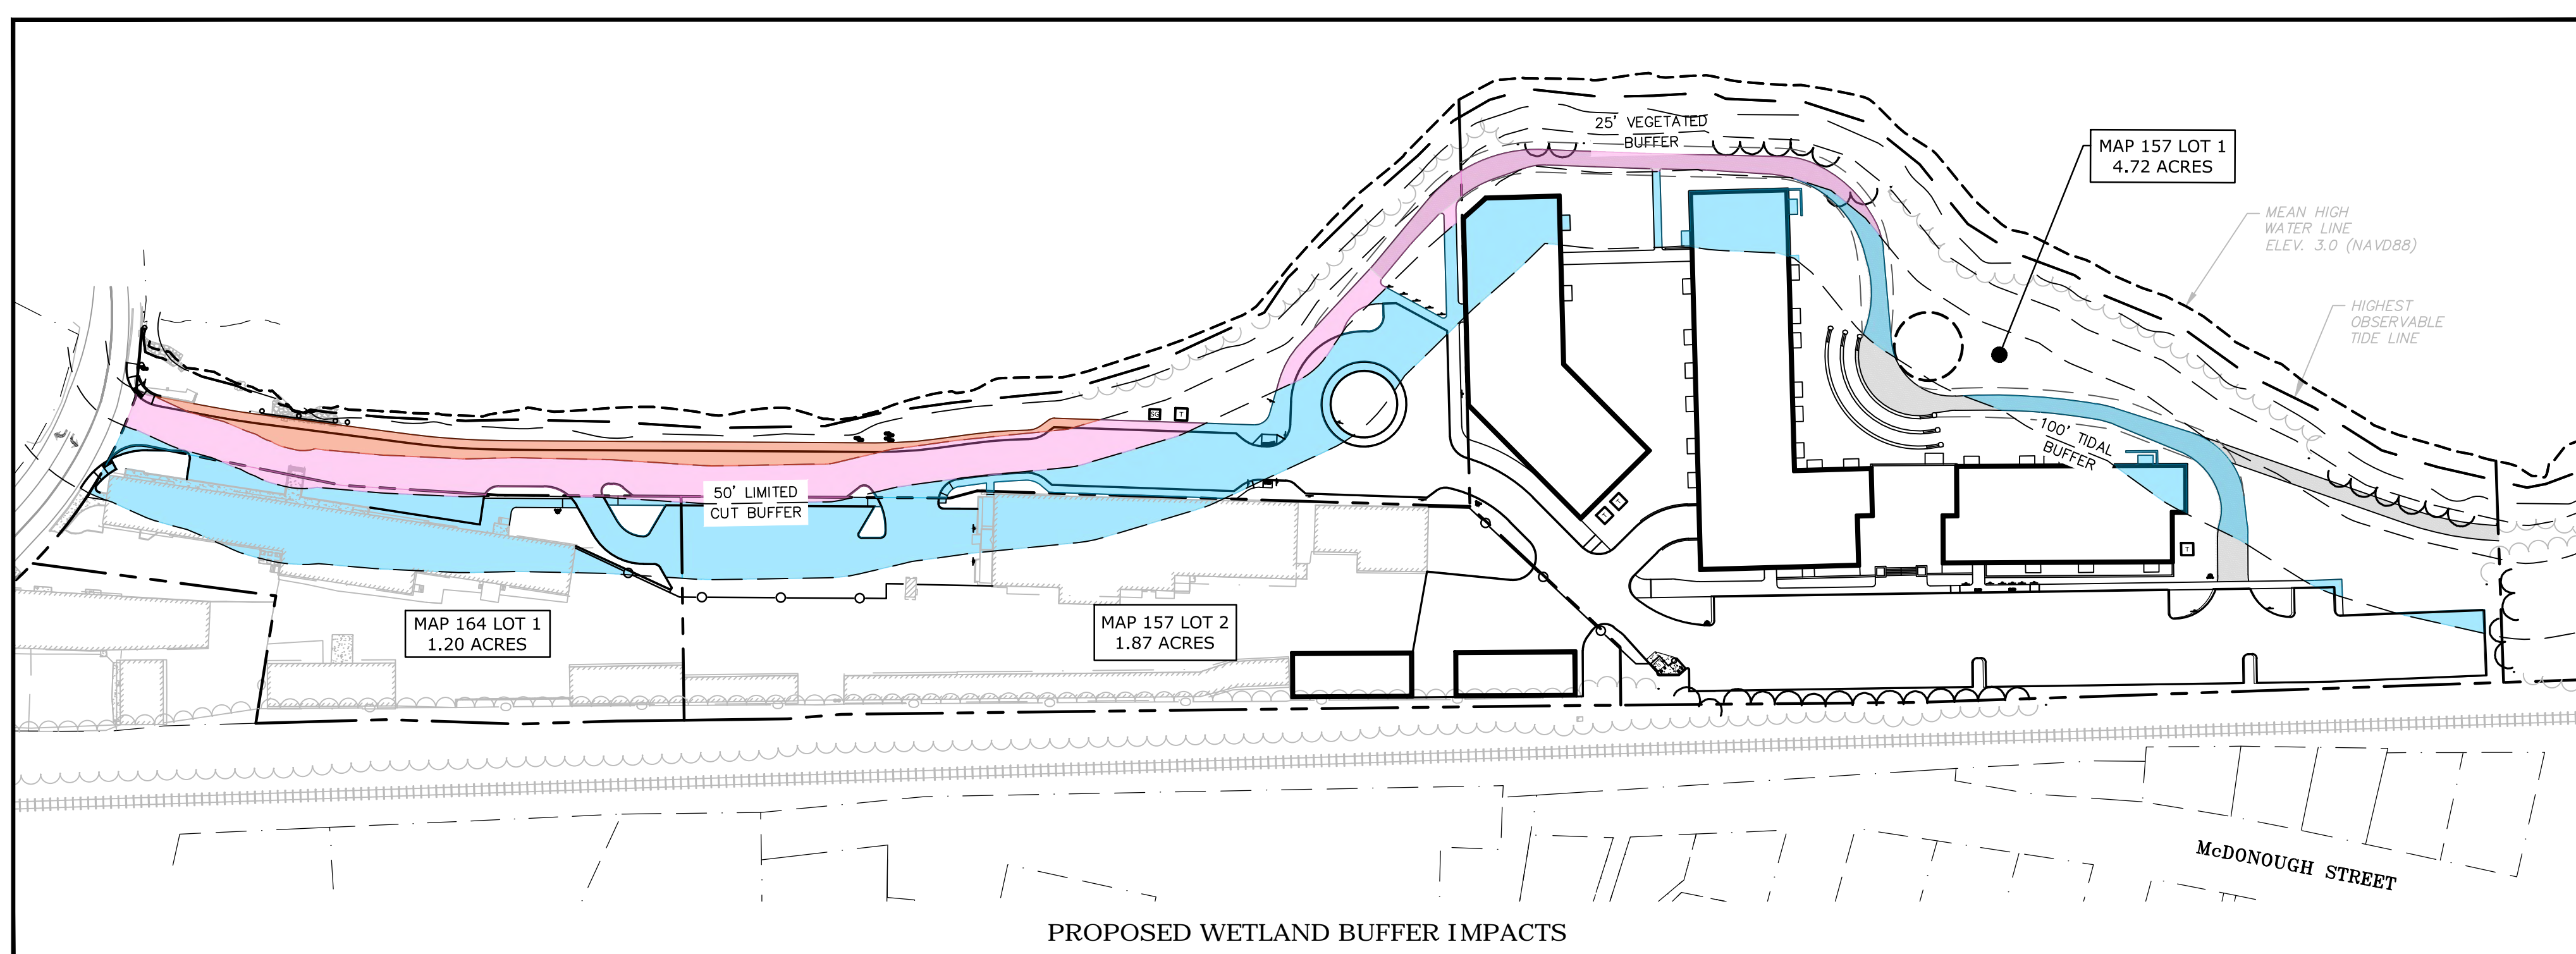 25' VEGETATED
BUFFER
MAP 157 LOT 1
4.72 ACRES
MEAN HIGH
WATER LINE
ELEV. 3.0 (NAVD88)
HIGHEST
OBSERVABLE
TIDE LINE
SG
T
100' TIDAL
BUFFER
50' LIMITED
CUT BUFFER
T
T
T
MAP 164 LOT 1
1.20 ACRES
MAP 157 LOT 2
1.87 ACRES
McDONOUGH STREET
PROPOSED WETLAND BUFFER IMPACTS